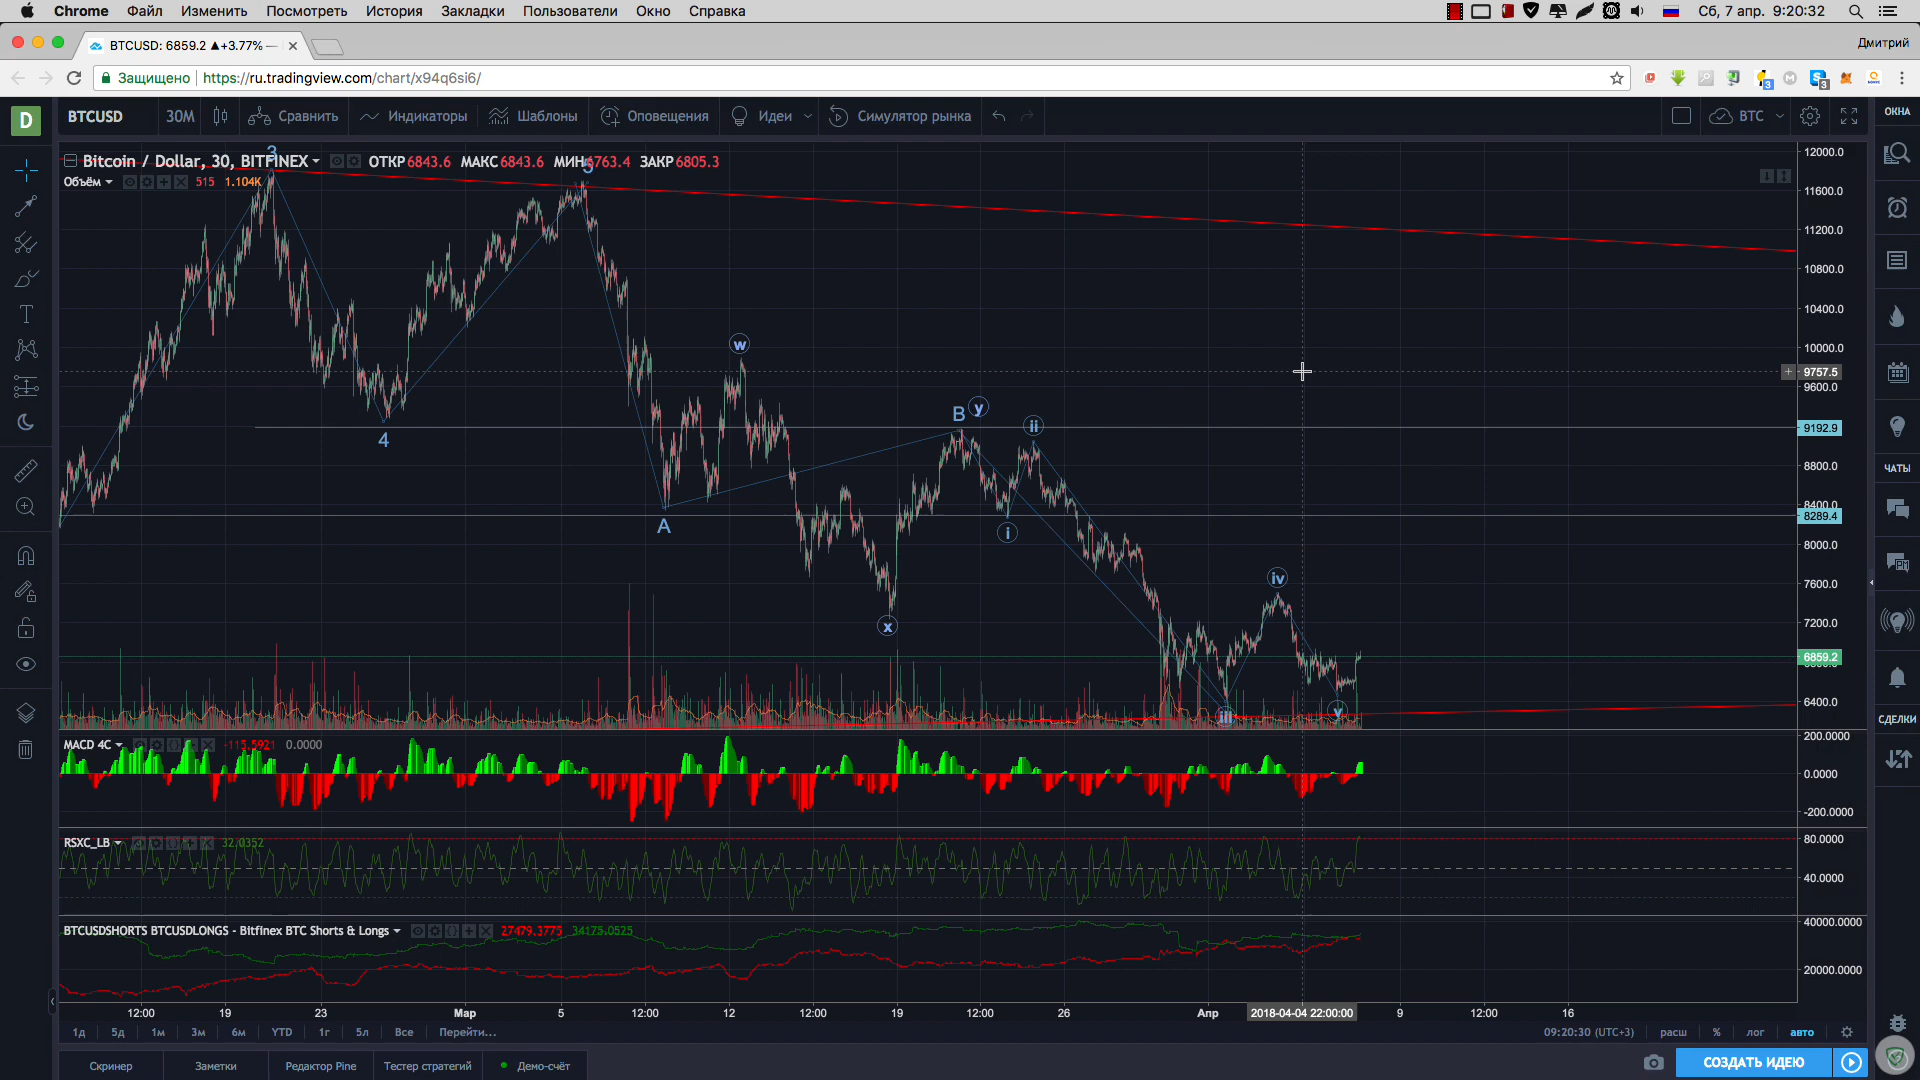 Chrome Файл Изменить Посмотреть История Закладки Пользователи Окно Справка Сб, 7 апр. 9:20:32
BTCUSD: 6859.2 ▲+3.77% — Дмитрий
Защищено https://ru.tradingview.com/chart/x94q6si6/
D BTCUSD 30М Сравнить Индикаторы Шаблоны Оповещения Идеи Симулятор рынка BTC ОКНА
Bitcoin / Dollar, 30, BITFINEX ОТКР 6843.6 МАКС 6843.6 МИН 6763.4 ЗАКР 6805.3
Объём 515 1.104K
3
5
4
A
w
x
B y
i
ii
iii
iv
v
12000.0
11600.0
11200.0
10800.0
10400.0
10000.0
9757.5
9600.0
9192.9
8800.0
8400.0
8289.4
8000.0
7600.0
7200.0
6859.2
6400.0
ЧАТЫ
СДЕЛКИ
MACD 4C -115.5921 0.0000
200.0000
0.0000
-200.0000
RSXC_LB 32.0352
80.0000
40.0000
BTCUSDSHORTS BTCUSDLONGS - Bitfinex BTC Shorts & Longs 27479.3775 34175.0525
40000.0000
20000.0000
12:00 19 23 Мар 5 12:00 12 12:00 19 12:00 26 Апр 2018-04-04 22:00:00 9 12:00 16
1д 5д 1м 3м 6м YTD 1г 5л Все Перейти... 09:20:30 (UTC+3) расш % лог авто
Скринер Заметки Редактор Pine Тестер стратегий Демо-счёт СОЗДАТЬ ИДЕЮ